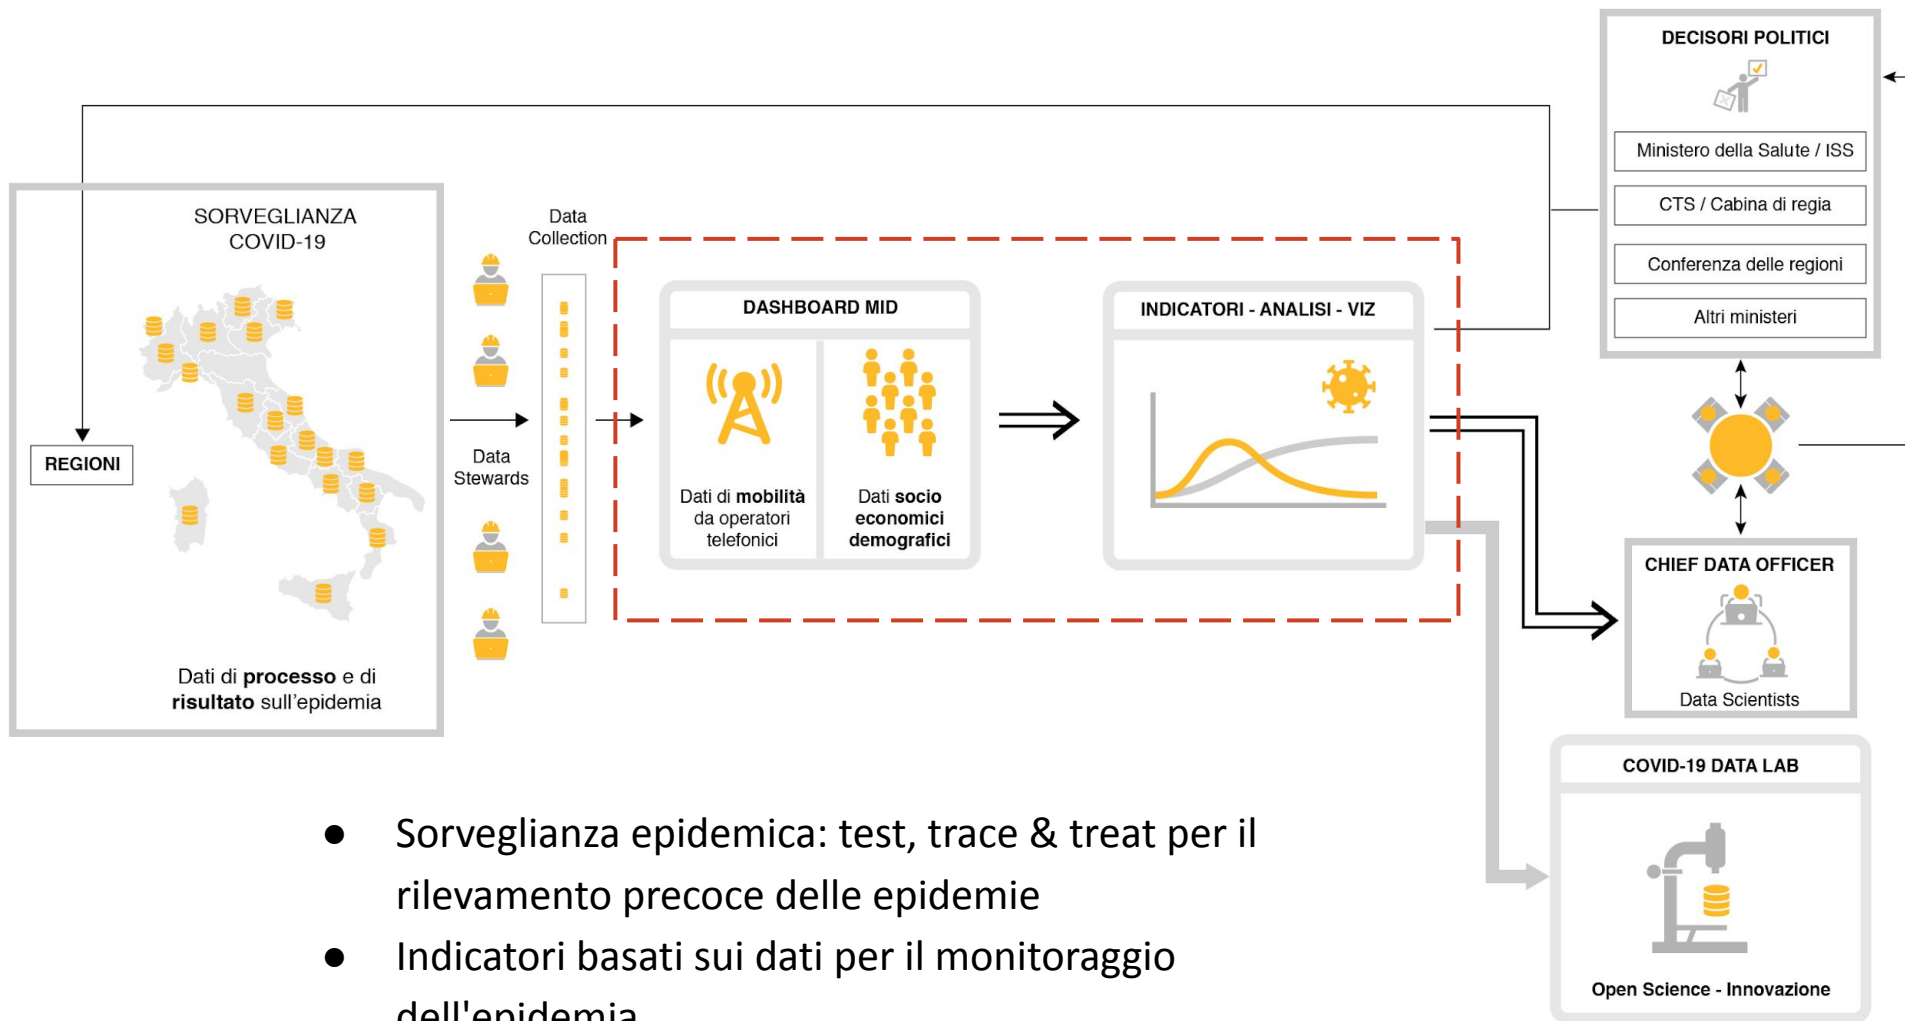 SORVEGLIANZA
COVID-19
REGIONI
Dati di processo e di
risultato sull'epidemia
Data
Stewards
Data
Collection
DASHBOARD MID
Dati di mobilità
da operatori
telefonici
Dati socio
economici
demografici
INDICATORI - ANALISI - VIZ
DECISORI POLITICI
Ministero della Salute / ISS
CTS / Cabina di regia
Conferenza delle regioni
Altri ministeri
CHIEF DATA OFFICER
Data Scientists
COVID-19 DATA LAB
Open Science - Innovazione
● Sorveglianza epidemica: test, trace & treat per il
rilevamento precoce delle epidemie
● Indicatori basati sui dati per il monitoraggio
dell'epidemia